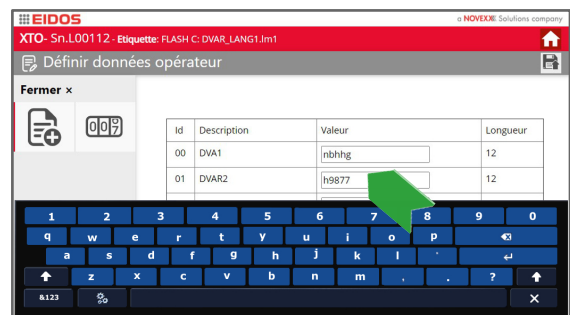 EIDOS
a NOVEXX Solutions company
XTO- Sn.L00112 - Etiquette: FLASH C: DVAR_LANG1.lm1
Définir données opérateur
Fermer ×
009
Id Description Valeur Longueur
00 DVA1 nbhhg 12
01 DVAR2 h9877 12
1 2 3 4 5 6 7 8 9 0
q w e r t y u i o p
a s d f g h j k l '
z x c v b n m , . ?
&123